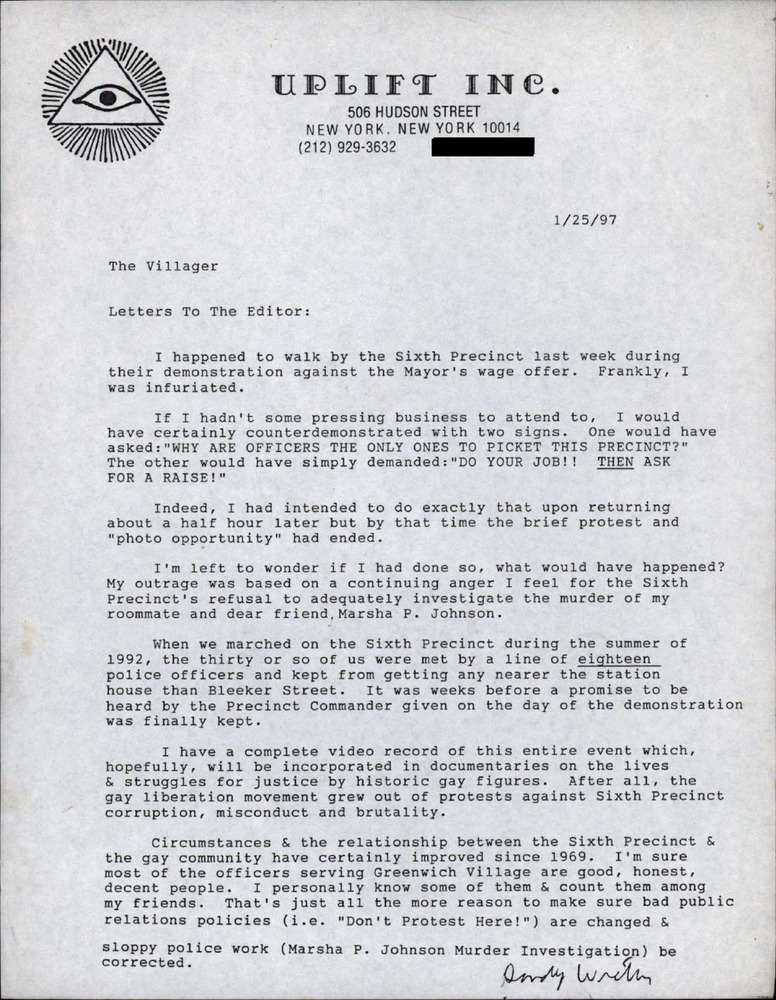 UPLIFT INC.
506 HUDSON STREET
NEW YORK, NEW YORK 10014
(212) 929-3632
1/25/97
The Villager
Letters To The Editor:
I happened to walk by the Sixth Precinct last week during
their demonstration against the Mayor's wage offer. Frankly, I
was infuriated.
If I hadn't some pressing business to attend to, I would
have certainly counterdemonstrated with two signs. One would have
asked:"WHY ARE OFFICERS THE ONLY ONES TO PICKET THIS PRECINCT?"
The other would have simply demanded:"DO YOUR JOB!! THEN ASK
FOR A RAISE!"
Indeed, I had intended to do exactly that upon returning
about a half hour later but by that time the brief protest and
"photo opportunity" had ended.
I'm left to wonder if I had done so, what would have happened?
My outrage was based on a continuing anger I feel for the Sixth
Precinct's refusal to adequately investigate the murder of my
roommate and dear friend, Marsha P. Johnson.
When we marched on the Sixth Precinct during the summer of
1992, the thirty or so of us were met by a line of eighteen
police officers and kept from getting any nearer the station
house than Bleeker Street. It was weeks before a promise to be
heard by the Precinct Commander given on the day of the demonstration
was finally kept.
I have a complete video record of this entire event which,
hopefully, will be incorporated in documentaries on the lives
& struggles for justice by historic gay figures. After all, the
gay liberation movement grew out of protests against Sixth Precinct
corruption, misconduct and brutality.
Circumstances & the relationship between the Sixth Precinct &
the gay community have certainly improved since 1969. I'm sure
most of the officers serving Greenwich Village are good, honest,
decent people. I personally know some of them & count them among
my friends. That's just all the more reason to make sure bad public
relations policies (i.e. "Don't Protest Here!") are changed &
sloppy police work (Marsha P. Johnson Murder Investigation) be
corrected.